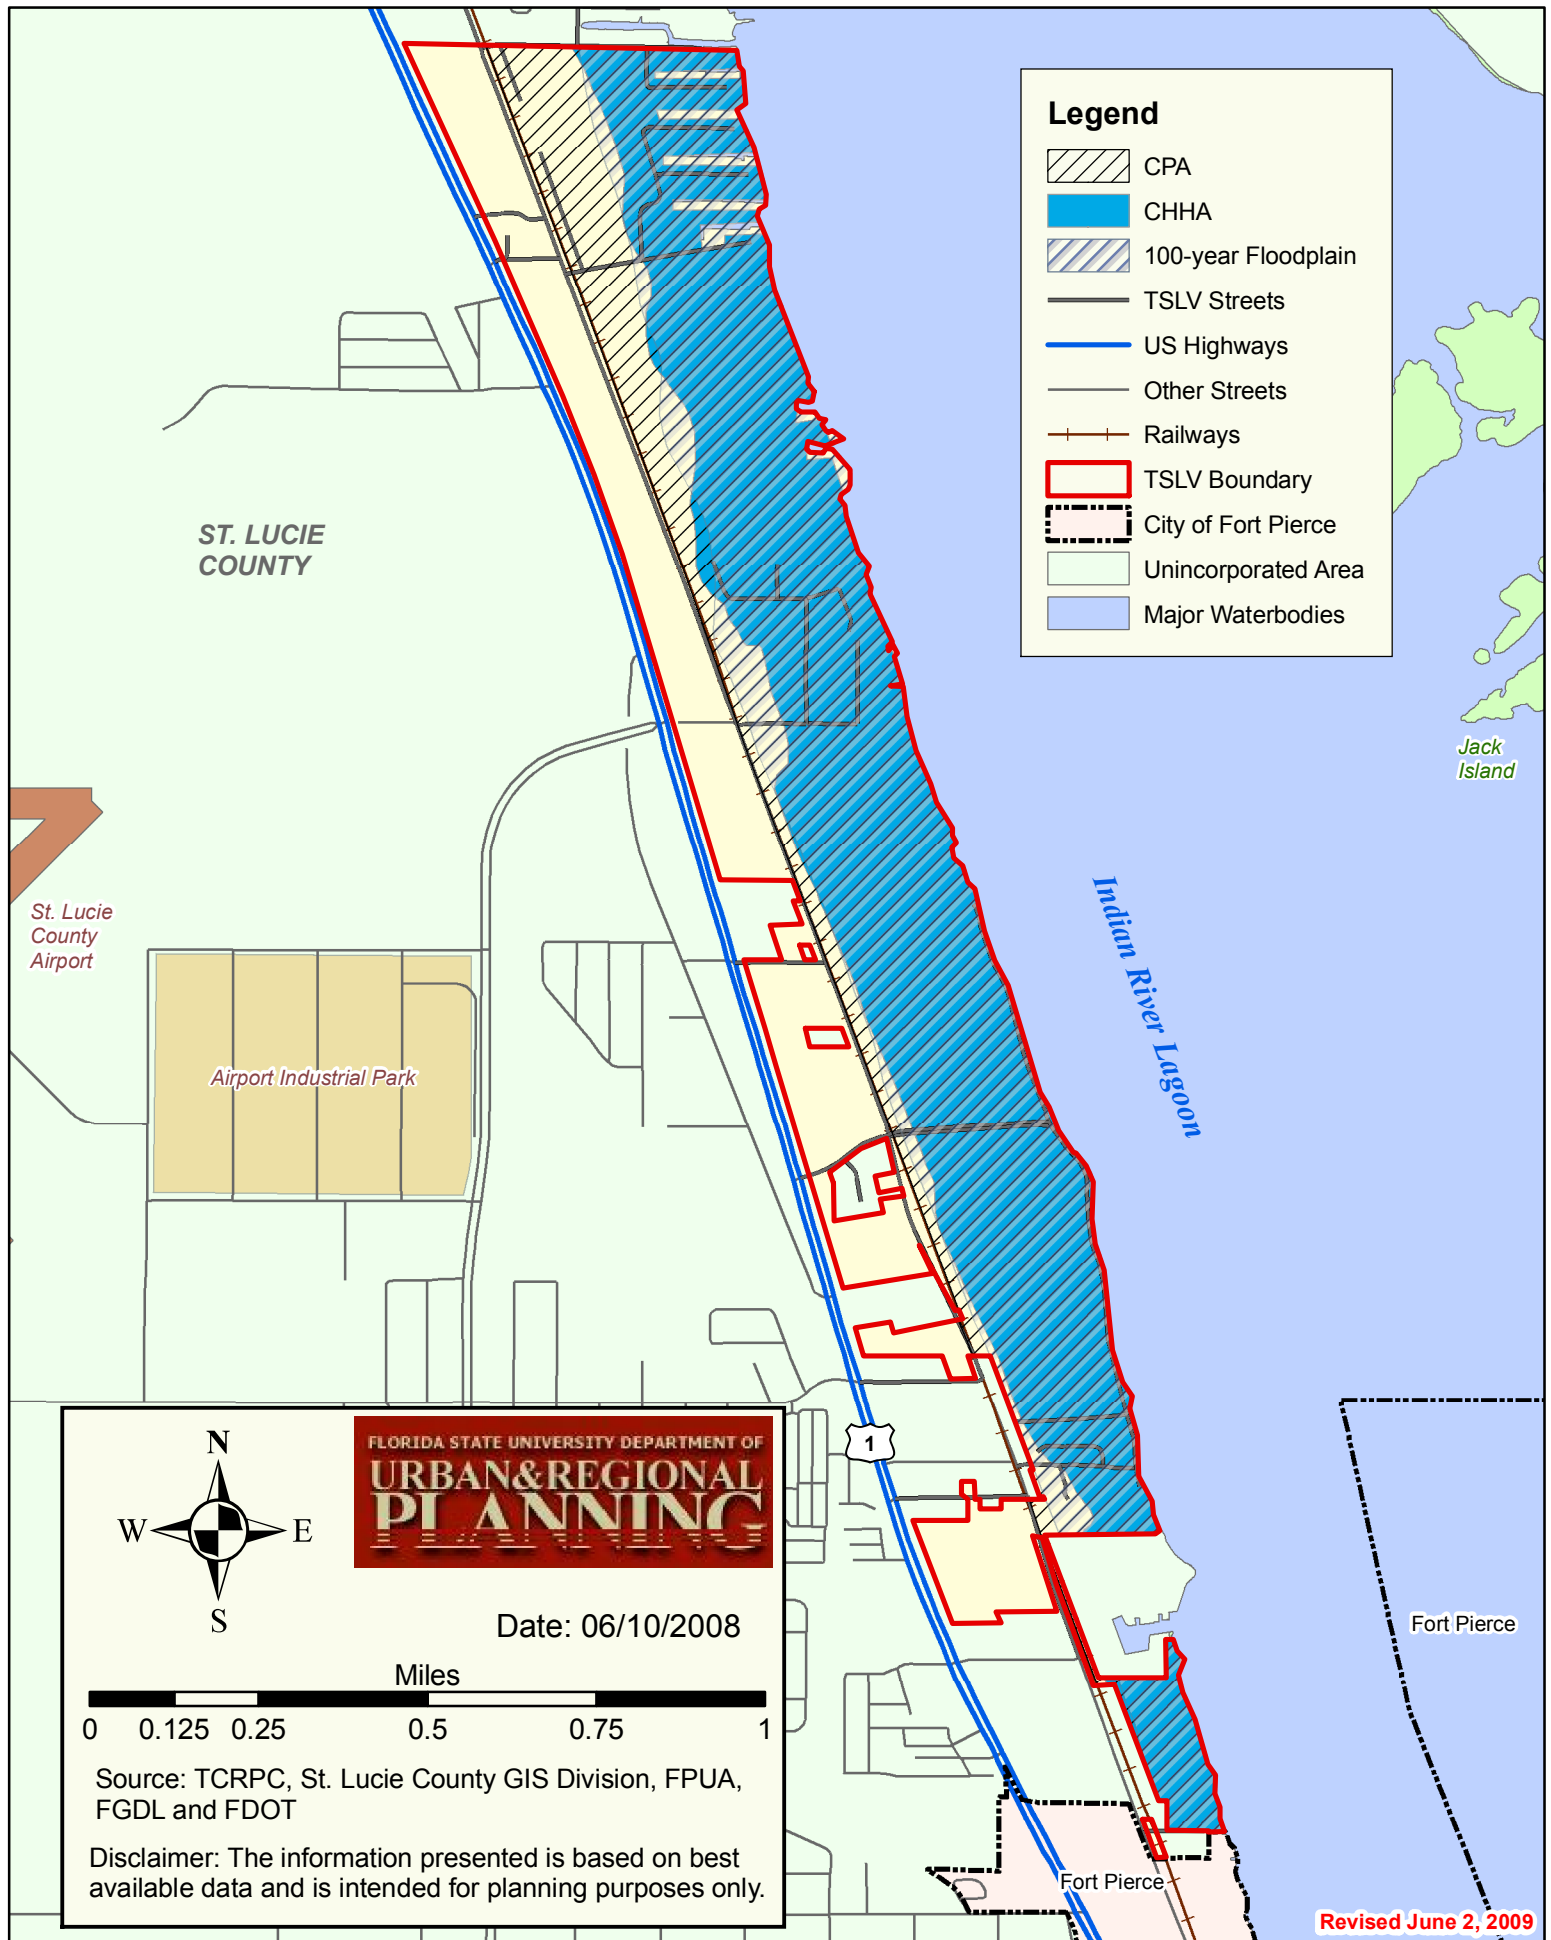 Legend
CPA
CHHA
100-year Floodplain
TSLV Streets
US Highways
Other Streets
Railways
TSLV Boundary
City of Fort Pierce
Unincorporated Area
Major Waterbodies
ST. LUCIE
COUNTY
Jack
Island
St. Lucie
County
Airport
Indian River Lagoon
Airport Industrial Park
1
N
W
E
S
FLORIDA STATE UNIVERSITY DEPARTMENT OF
URBAN&REGIONAL
PLANNING
Date: 06/10/2008
Miles
0 0.125 0.25 0.5 0.75 1
Source: TCRPC, St. Lucie County GIS Division, FPUA,
FGDL and FDOT
Disclaimer: The information presented is based on best
available data and is intended for planning purposes only.
Fort Pierce
Fort Pierce
Revised June 2, 2009